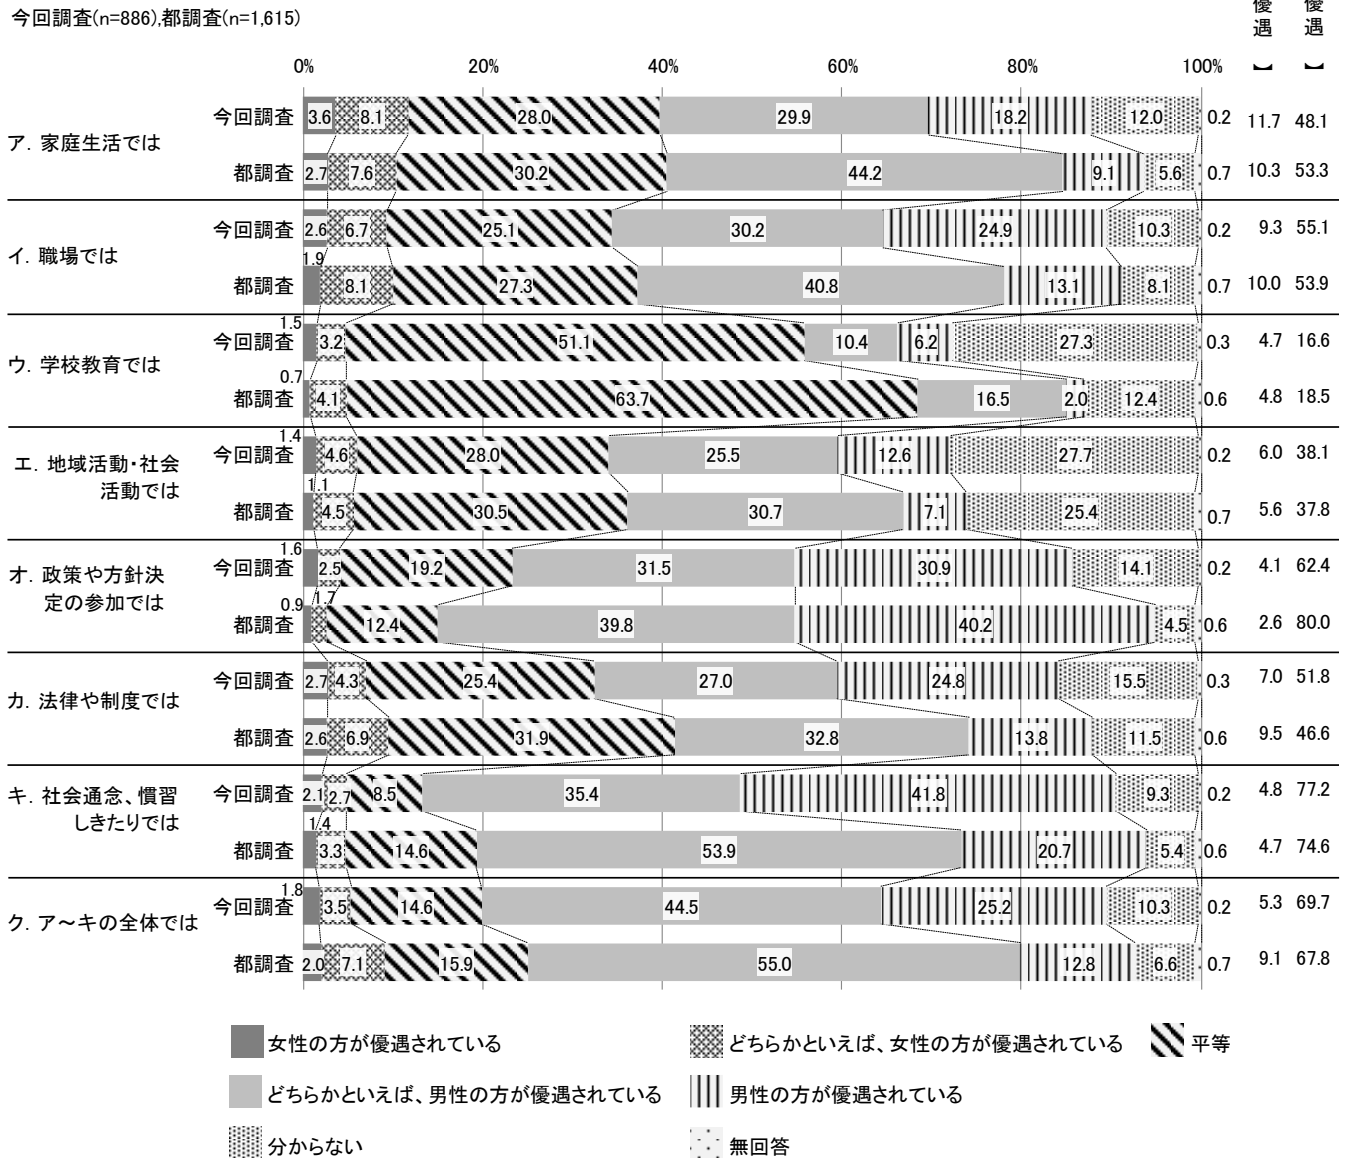 優 優
今回調査(n=886),都調査(n=1,615)
遇 遇
0% 20% 40% 60% 80% 100% 】 】
今回調査 3.6 8.1 28.0 29.9 18.2 12.0 0.2 11.7 48.1
ア. 家庭生活では
都調査 2.7 7.6 30.2 44.2 9.1 5.6 0.7 10.3 53.3
今回調査 2.6 6.7 25.1 30.2 24.9 10.3 0.2 9.3 55.1
イ. 職場では
都調査 1.9 8.1 27.3 40.8 13.1 8.1 0.7 10.0 53.9
今回調査 1.5 3.2 51.1 10.4 6.2 27.3 0.3 4.7 16.6
ウ. 学校教育では
都調査 0.7 4.1 63.7 16.5 2.0 12.4 0.6 4.8 18.5
今回調査 1.4 4.6 28.0 25.5 12.6 27.7 0.2 6.0 38.1
エ. 地域活動・社会
活動では
都調査 1.1 4.5 30.5 30.7 7.1 25.4 0.7 5.6 37.8
今回調査 1.6 2.5 19.2 31.5 30.9 14.1 0.2 4.1 62.4
オ. 政策や方針決
定の参加では
都調査 0.9 1.7 12.4 39.8 40.2 4.5 0.6 2.6 80.0
今回調査 2.7 4.3 25.4 27.0 24.8 15.5 0.3 7.0 51.8
カ. 法律や制度では
都調査 2.6 6.9 31.9 32.8 13.8 11.5 0.6 9.5 46.6
今回調査 2.1 2.7 8.5 35.4 41.8 9.3 0.2 4.8 77.2
キ. 社会通念、慣習
しきたりでは
都調査 1.4 3.3 14.6 53.9 20.7 5.4 0.6 4.7 74.6
今回調査 1.8 3.5 14.6 44.5 25.2 10.3 0.2 5.3 69.7
ク. ア～キの全体では
都調査 2.0 7.1 15.9 55.0 12.8 6.6 0.7 9.1 67.8
女性の方が優遇されている どちらかといえば、女性の方が優遇されている 平等
どちらかといえば、男性の方が優遇されている 男性の方が優遇されている
分からない 無回答